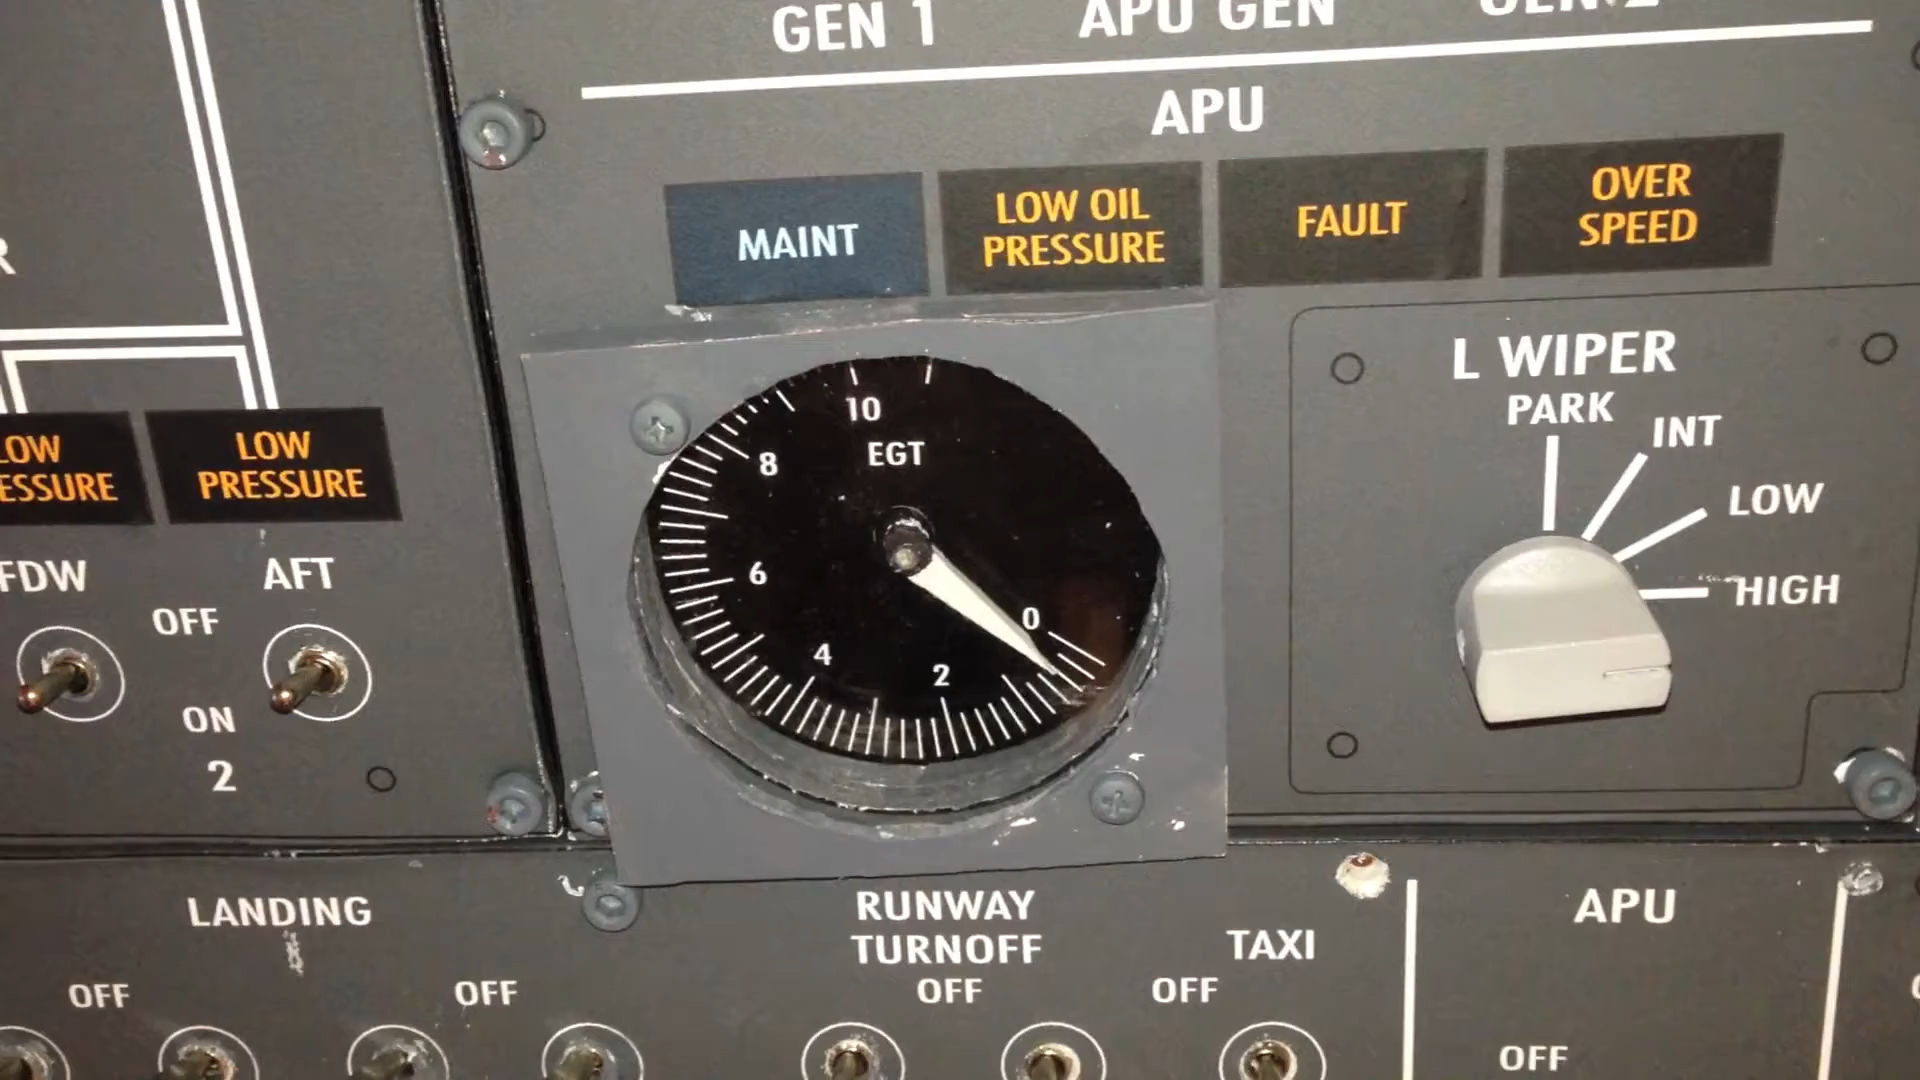 GEN 1
APU GEN
GEN 2
APU
MAINT
LOW OIL
PRESSURE
FAULT
OVER
SPEED
L WIPER
PARK
INT
LOW
HIGH
10
EGT
8
6
4
2
0
LOW
PRESSURE
FDW
AFT
OFF
ON
2
LANDING
OFF
OFF
RUNWAY
TURNOFF
OFF
TAXI
OFF
APU
OFF